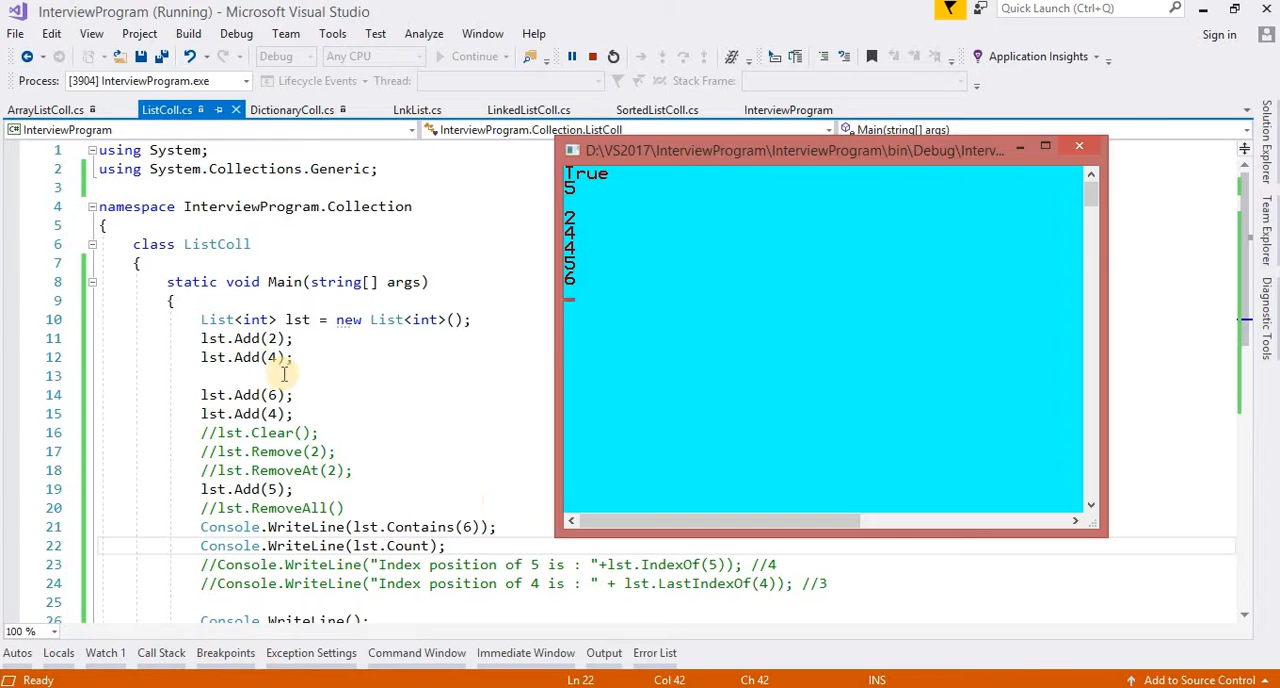 InterviewProgram (Running) - Microsoft Visual Studio
Quick Launch (Ctrl+Q)
File Edit View Project Build Debug Team Tools Test Analyze Window Help
Sign in
Debug Any CPU Continue Application Insights
Process: [3904] InterviewProgram.exe Lifecycle Events Thread: Stack Frame:
ArrayListColl.cs ListColl.cs DictionaryColl.cs LnkList.cs LinkedListColl.cs SortedListColl.cs InterviewProgram
InterviewProgram InterviewProgram.Collection.ListColl Main(string[] args)
1 using System;
2 using System.Collections.Generic;
3
4 namespace InterviewProgram.Collection
5 {
6 class ListColl
7 {
8 static void Main(string[] args)
9 {
10 List<int> lst = new List<int>();
11 lst.Add(2);
12 lst.Add(4);
13
14 lst.Add(6);
15 lst.Add(4);
16 //lst.Clear();
17 //lst.Remove(2);
18 //lst.RemoveAt(2);
19 lst.Add(5);
20 //lst.RemoveAll()
21 Console.WriteLine(lst.Contains(6));
22 Console.WriteLine(lst.Count);
23 //Console.WriteLine("Index position of 5 is : "+lst.IndexOf(5)); //4
24 //Console.WriteLine("Index position of 4 is : " + lst.LastIndexOf(4)); //3
25
26 Console.WriteLine();
D:\VS2017\InterviewProgram\InterviewProgram\bin\Debug\Interv...
True
5
2
4
4
5
6
Solution Explorer
Team Explorer
Diagnostic Tools
100 %
Autos Locals Watch 1 Call Stack Breakpoints Exception Settings Command Window Immediate Window Output Error List
Ready Ln 22 Col 42 Ch 42 INS Add to Source Control